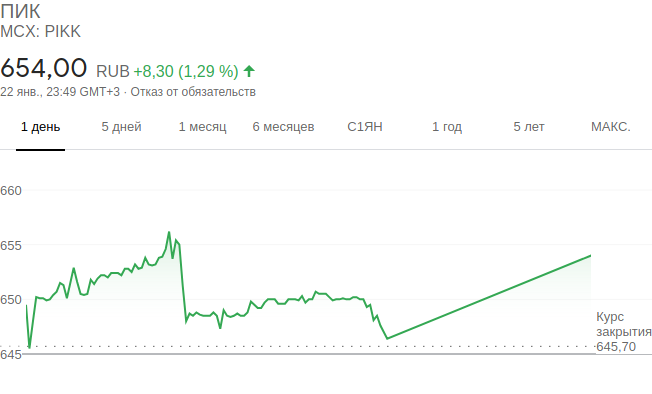 ПИК
MCX: PIKK
654,00 RUB +8,30 (1,29 %)
22 янв., 23:49 GMT+3 · Отказ от обязательств
1 день 5 дней 1 месяц 6 месяцев С1ЯН 1 год 5 лет МАКС.
660
655
650
Курс
закрытия
645,70
645